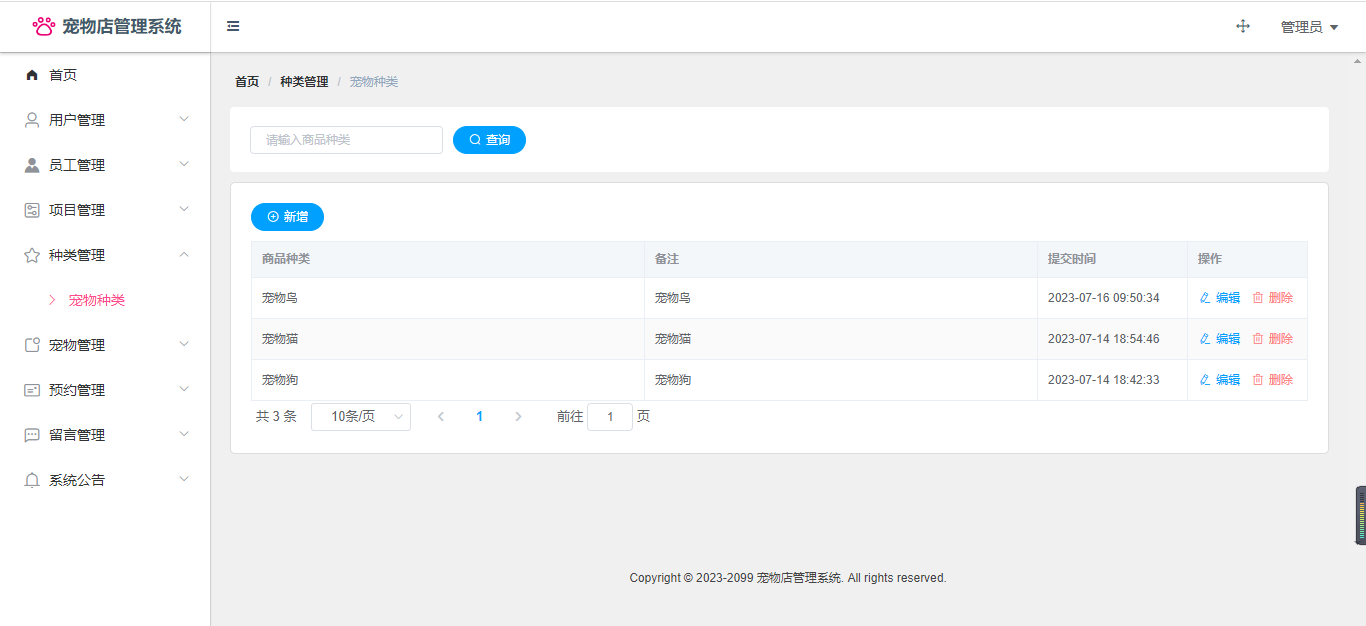 宠物店管理系统
管理员
首页
用户管理
员工管理
项目管理
种类管理
宠物种类
宠物管理
预约管理
留言管理
系统公告
首页 / 种类管理 / 宠物种类
请输入商品种类 查询
新增
商品种类 备注 提交时间 操作
宠物鸟 宠物鸟 2023-07-16 09:50:34 编辑 删除
宠物猫 宠物猫 2023-07-14 18:54:46 编辑 删除
宠物狗 宠物狗 2023-07-14 18:42:33 编辑 删除
共 3 条 10条/页 1 前往 1 页
Copyright © 2023-2099 宠物店管理系统. All rights reserved.